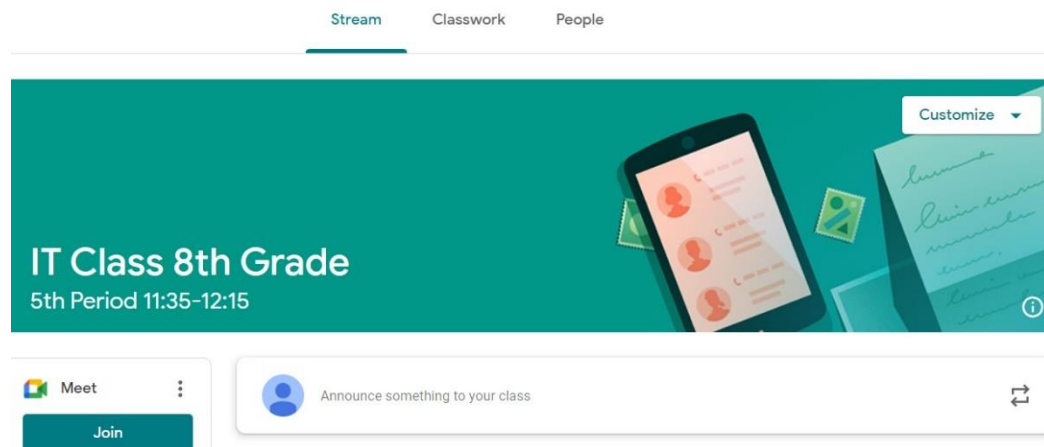 Stream Classwork People
Customize
IT Class 8th Grade
5th Period 11:35-12:15
Meet
Announce something to your class
Join